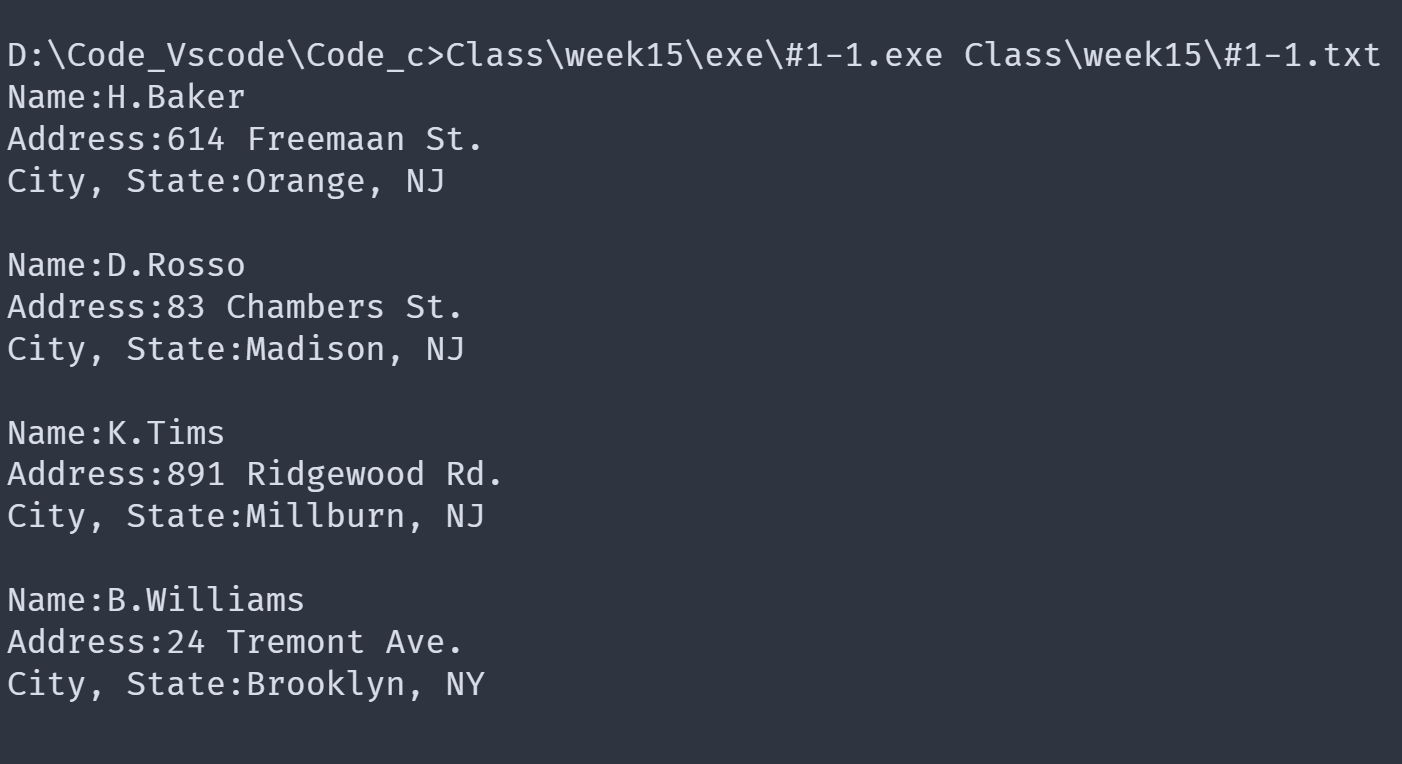 D:\Code_Vscode\Code_c>Class\week15\exe\#1-1.exe Class\week15\#1-1.txt
Name:H.Baker
Address:614 Freemaan St.
City, State:Orange, NJ
Name:D.Rosso
Address:83 Chambers St.
City, State:Madison, NJ
Name:K.Tims
Address:891 Ridgewood Rd.
City, State:Millburn, NJ
Name:B.Williams
Address:24 Tremont Ave.
City, State:Brooklyn, NY